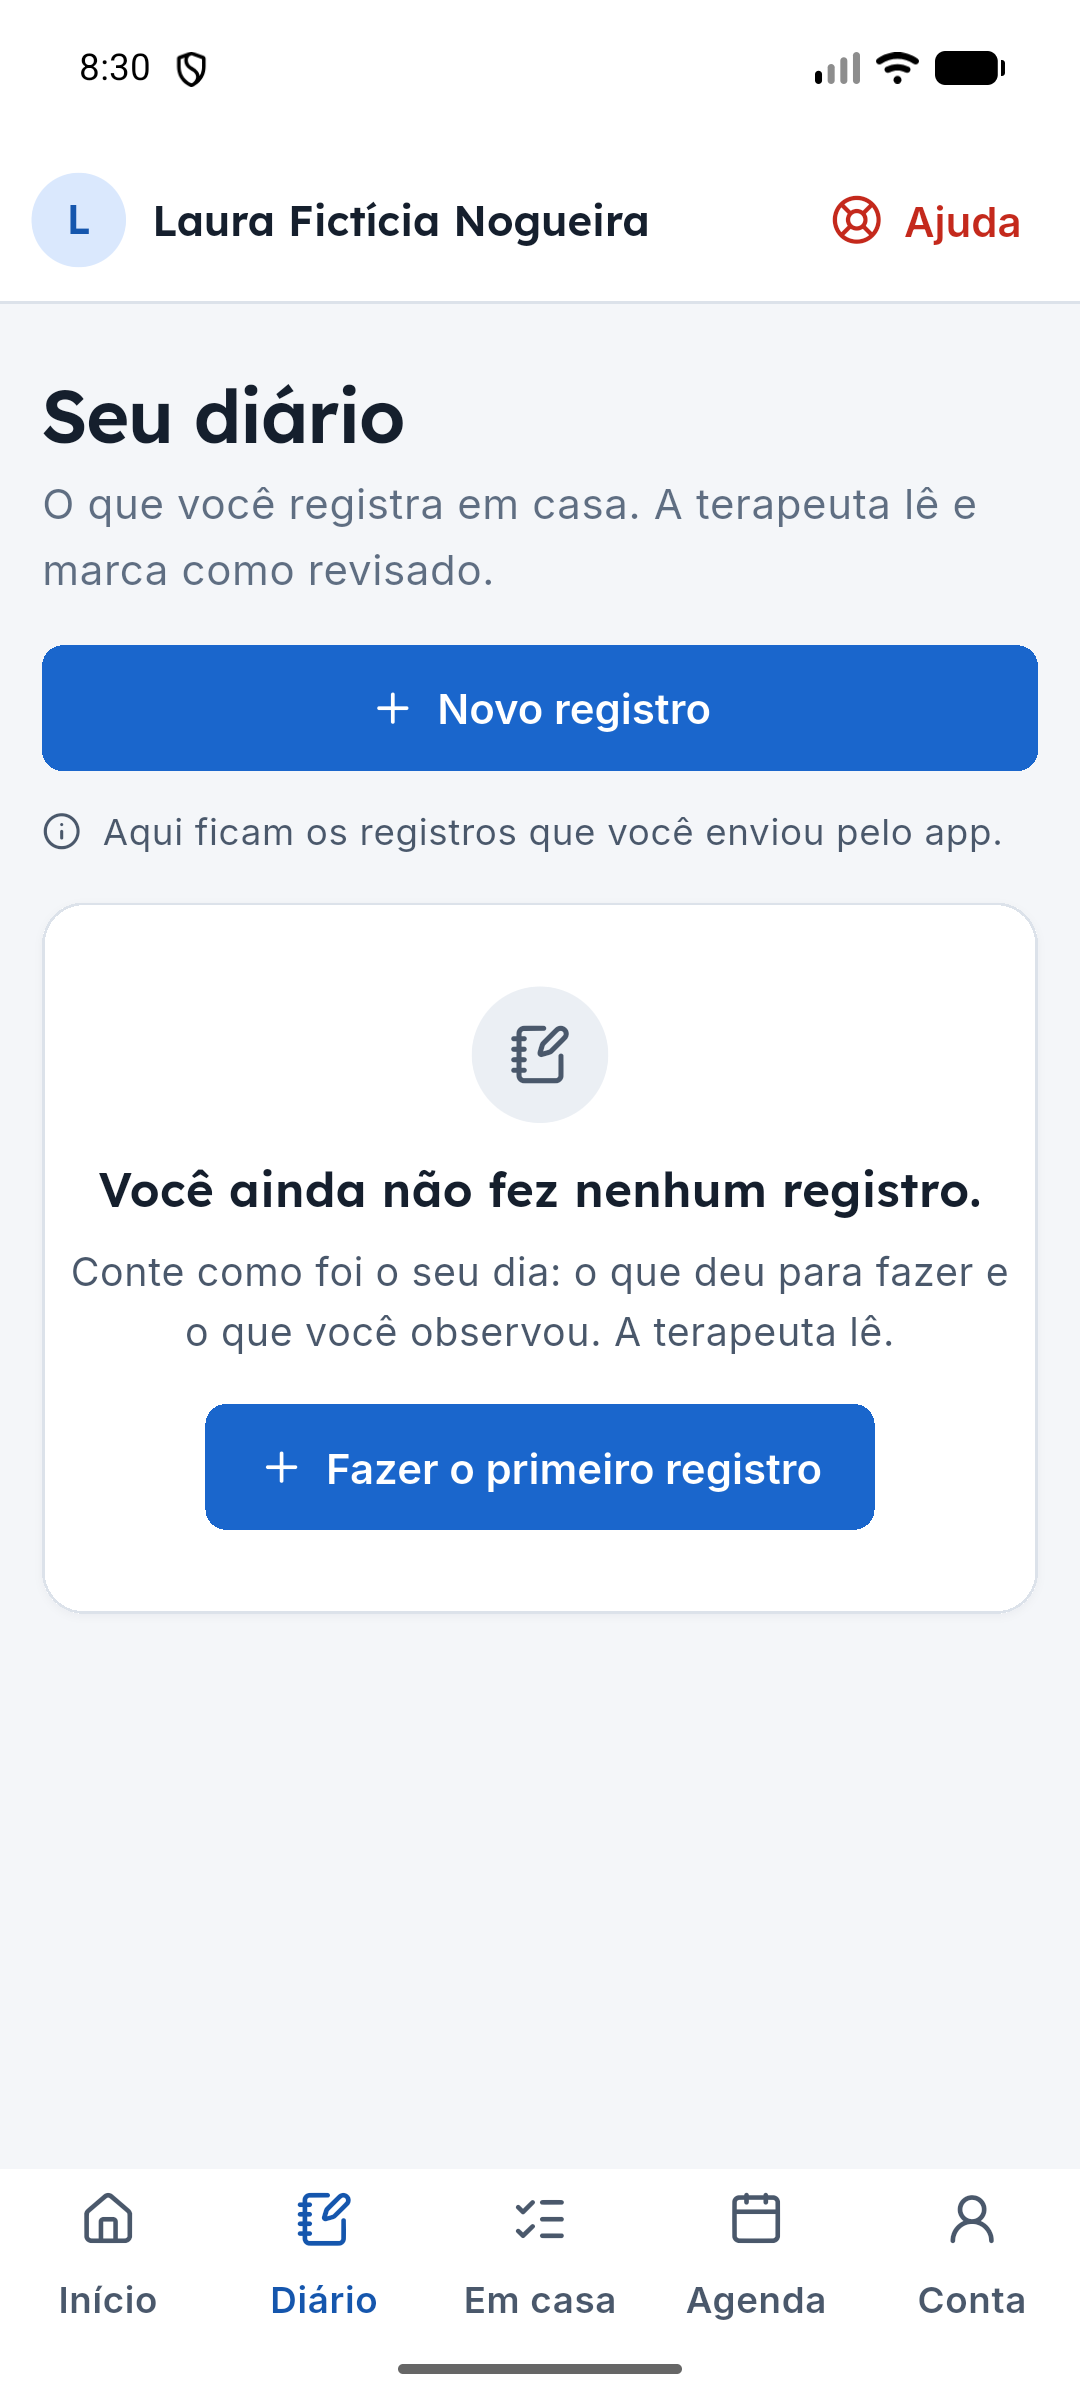 8:30
L
Laura Fictícia Nogueira
Ajuda
Seu diário
O que você registra em casa. A terapeuta lê e
marca como revisado.
Novo registro
Aqui ficam os registros que você enviou pelo app.
Você ainda não fez nenhum registro.
Conte como foi o seu dia: o que deu para fazer e
o que você observou. A terapeuta lê.
Fazer o primeiro registro
Início
Diário
Em casa
Agenda
Conta